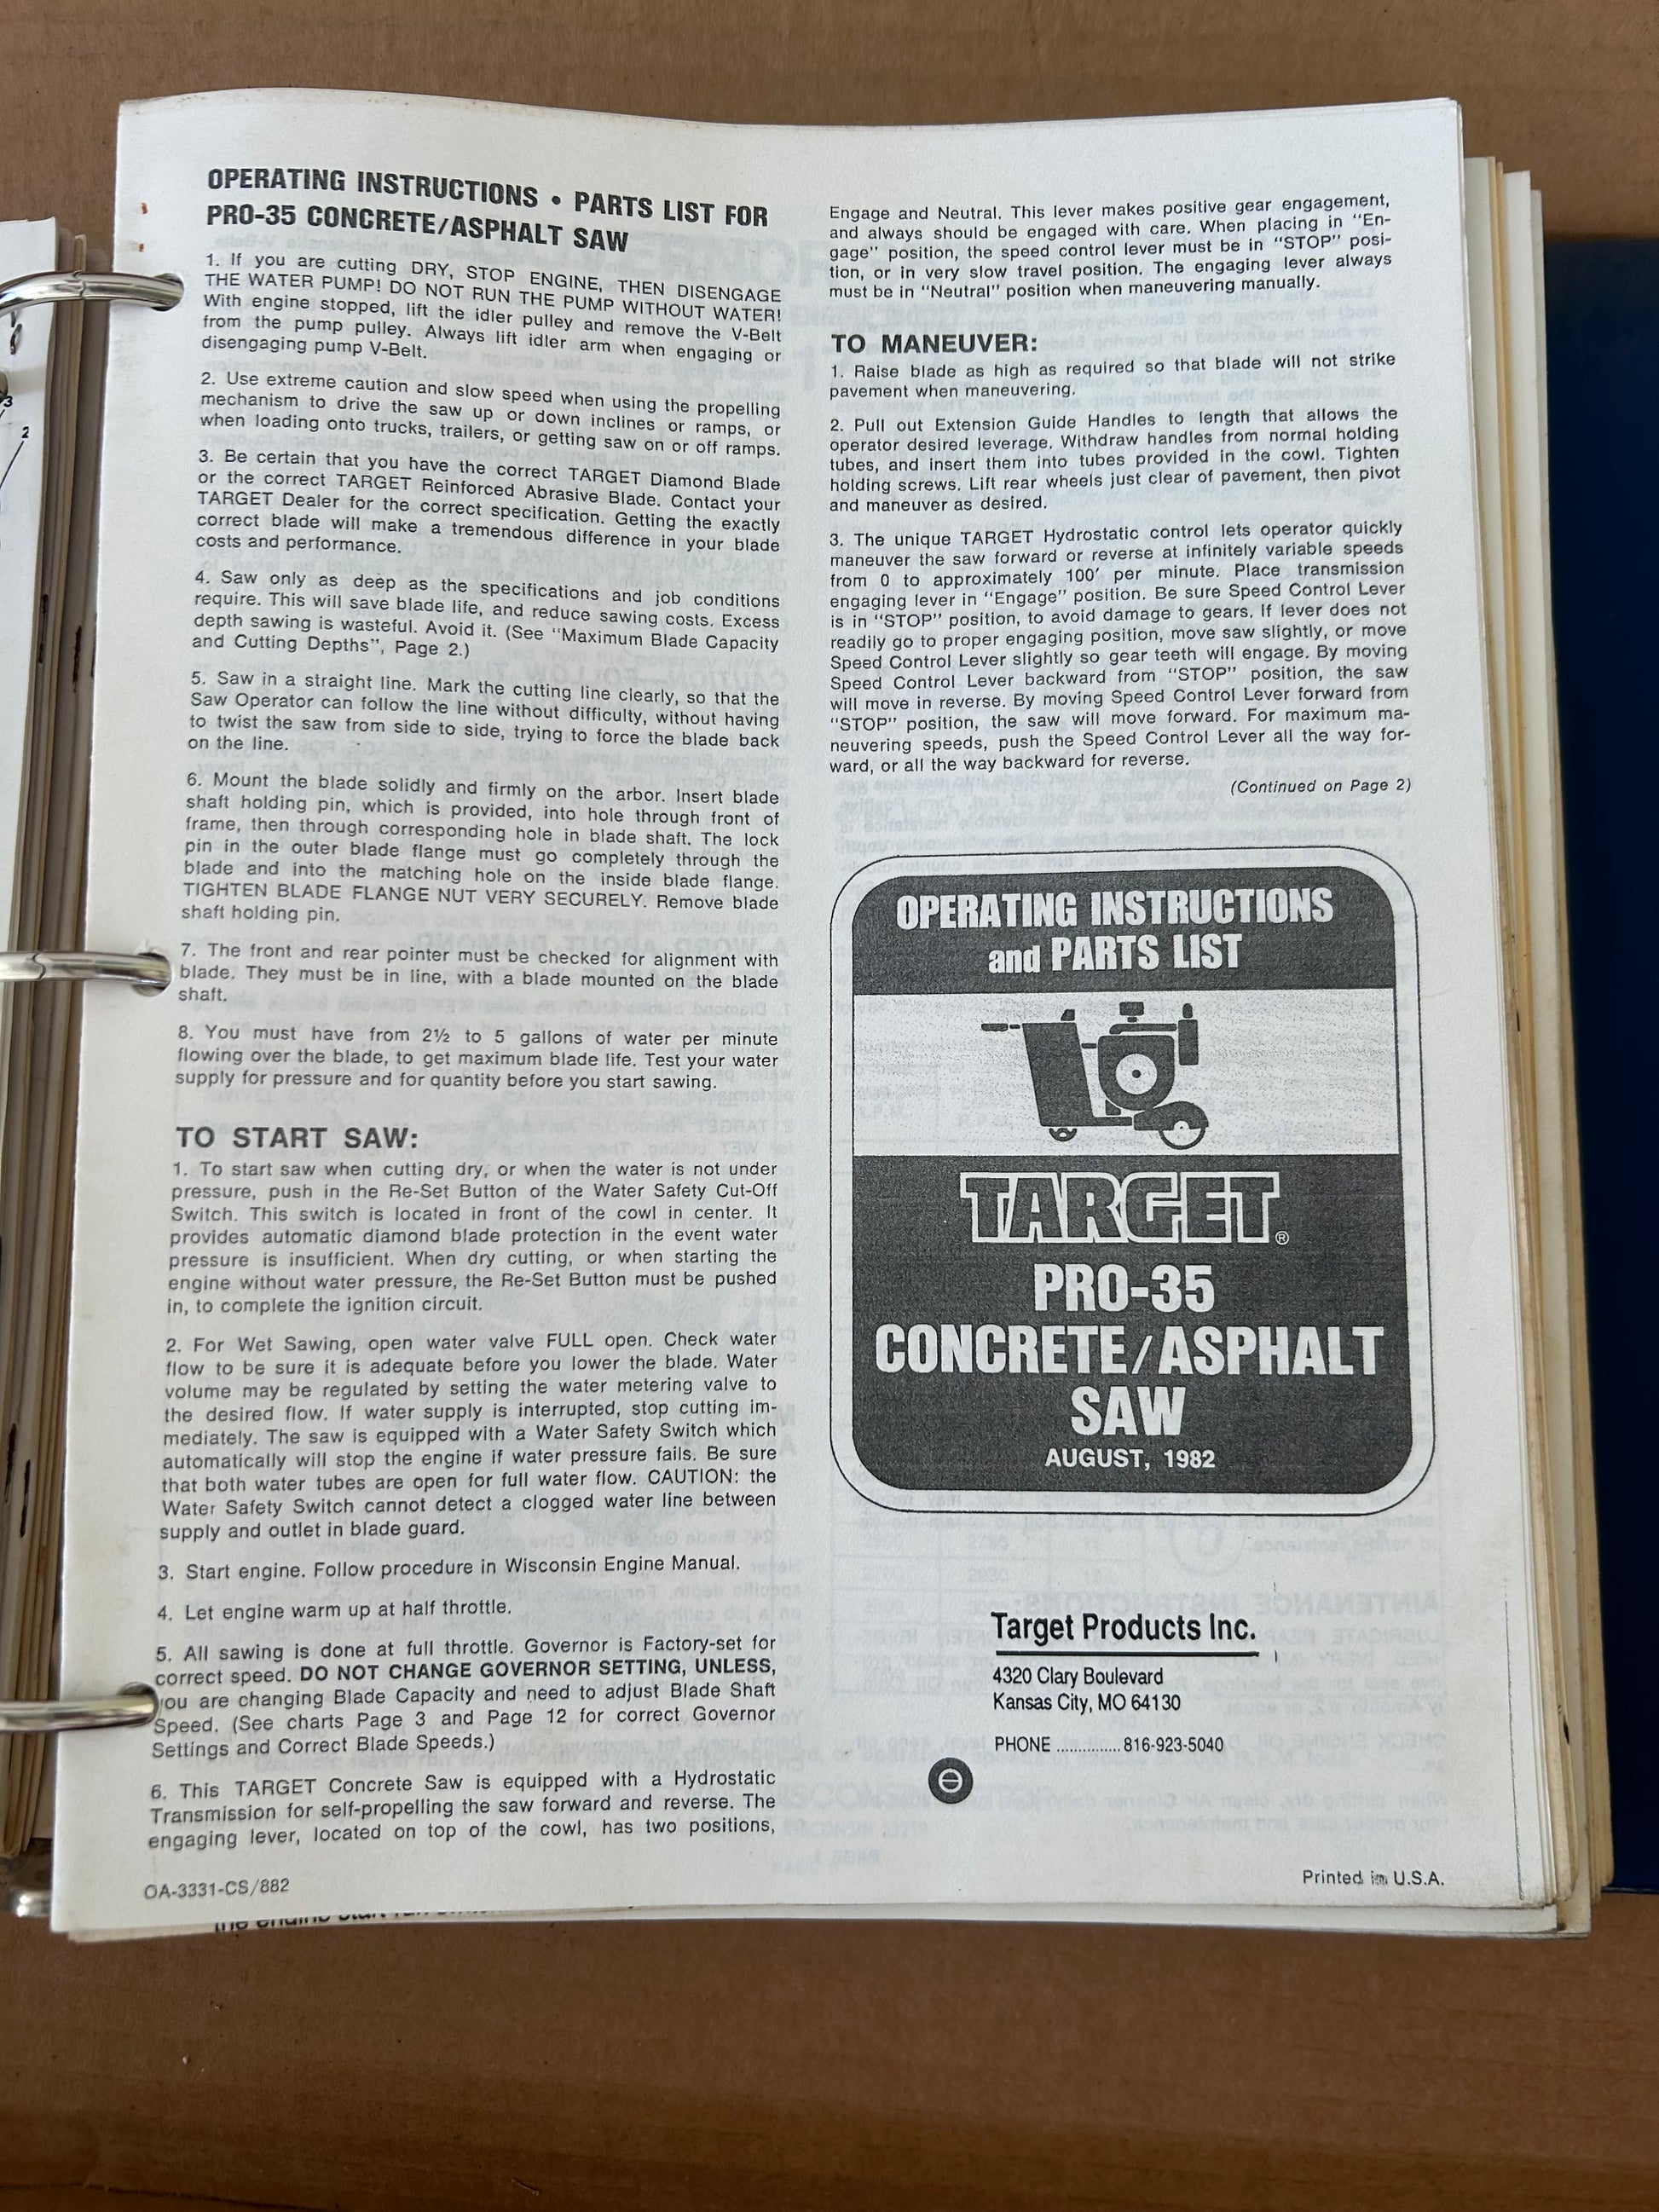 OPERATING INSTRUCTIONS • PARTS LIST FOR
PRO-35 CONCRETE/ASPHALT SAW
1. If you are cutting DRY, STOP ENGINE, THEN DISENGAGE
THE WATER PUMP! DO NOT RUN THE PUMP WITHOUT WATER!
With engine stopped, lift the idler pulley and remove the V-Belt
from the pump pulley. Always lift idler arm when engaging or
disengaging pump V-Belt.
2. Use extreme caution and slow speed when using the propelling
mechanism to drive the saw up or down inclines or ramps, or
when loading onto trucks, trailers, or getting saw on or off ramps.
3. Be certain that you have the correct TARGET Diamond Blade
or the correct TARGET Reinforced Abrasive Blade. Contact your
TARGET Dealer for the correct specification. Getting the exactly
correct blade will make a tremendous difference in your blade
costs and performance.
4. Saw only as deep as the specifications and job conditions
require. This will save blade life, and reduce sawing costs. Excess
depth sawing is wasteful. Avoid it. (See "Maximum Blade Capacity
and Cutting Depths", Page 2.)
5. Saw in a straight line. Mark the cutting line clearly, so that the
Saw Operator can follow the line without difficulty, without having
to twist the saw from side to side, trying to force the blade back
on the line.
6. Mount the blade solidly and firmly on the arbor. Insert blade
shaft holding pin, which is provided, into hole through front of
frame, then through corresponding hole in blade shaft. The lock
pin in the outer blade flange must go completely through the
blade and into the matching hole on the inside blade flange.
TIGHTEN BLADE FLANGE NUT VERY SECURELY. Remove blade
shaft holding pin.
7. The front and rear pointer must be checked for alignment with
blade. They must be in line, with a blade mounted on the blade
shaft.
8. You must have from 2½ to 5 gallons of water per minute
flowing over the blade, to get maximum blade life. Test your water
supply for pressure and for quantity before you start sawing.
TO START SAW:
1. To start saw when cutting dry, or when the water is not under
pressure, push in the Re-Set Button of the Water Safety Cut-Off
Switch. This switch is located in front of the cowl in center. It
provides automatic diamond blade protection in the event water
pressure is insufficient. When dry cutting, or when starting the
engine without water pressure, the Re-Set Button must be pushed
in, to complete the ignition circuit.
2. For Wet Sawing, open water valve FULL open. Check water
flow to be sure it is adequate before you lower the blade. Water
volume may be regulated by setting the water metering valve to
the desired flow. If water supply is interrupted, stop cutting im-
mediately. The saw is equipped with a Water Safety Switch which
automatically will stop the engine if water pressure fails. Be sure
that both water tubes are open for full water flow. CAUTION: the
Water Safety Switch cannot detect a clogged water line between
supply and outlet in blade guard.
3. Start engine. Follow procedure in Wisconsin Engine Manual.
4. Let engine warm up at half throttle.
5. All sawing is done at full throttle. Governor is Factory-set for
correct speed. DO NOT CHANGE GOVERNOR SETTING, UNLESS,
you are changing Blade Capacity and need to adjust Blade Shaft
Speed. (See charts Page 3 and Page 12 for correct Governor
Settings and Correct Blade Speeds.)
6. This TARGET Concrete Saw is equipped with a Hydrostatic
Transmission for self-propelling the saw forward and reverse. The
engaging lever, located on top of the cowl, has two positions,
OA-3331-CS/882
Engage and Neutral. This lever makes positive gear engagement,
and always should be engaged with care. When placing in "En-
gage" position, the speed control lever must be in "STOP" posi-
tion, or in very slow travel position. The engaging lever always
must be in "Neutral" position when maneuvering manually.
TO MANEUVER:
1. Raise blade as high as required so that blade will not strike
pavement when maneuvering.
2. Pull out Extension Guide Handles to length that allows the
operator desired leverage. Withdraw handles from normal holding
tubes, and insert them into tubes provided in the cowl. Tighten
holding screws. Lift rear wheels just clear of pavement, then pivot
and maneuver as desired.
3. The unique TARGET Hydrostatic control lets operator quickly
maneuver the saw forward or reverse at infinitely variable speeds
from 0 to approximately 100' per minute. Place transmission
engaging lever in "Engage" position. Be sure Speed Control Lever
is in "STOP" position, to avoid damage to gears. If lever does not
readily go to proper engaging position, move saw slightly, or move
Speed Control Lever slightly so gear teeth will engage. By moving
Speed Control Lever backward from "STOP" position, the saw
will move in reverse. By moving Speed Control Lever forward from
"STOP" position, the saw will move forward. For maximum ma-
neuvering speeds, push the Speed Control Lever all the way for-
ward, or all the way backward for reverse.
(Continued on Page 2)
OPERATING INSTRUCTIONS
and PARTS LIST
TARGET®
PRO-35
CONCRETE/ASPHALT
SAW
AUGUST, 1982
Target Products Inc.
4320 Clary Boulevard
Kansas City, MO 64130
PHONE ..............816-923-5040
Printed in U.S.A.
3
2